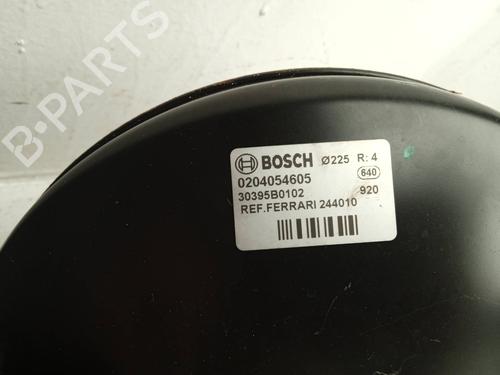 BOSCH Ø225 R: 4
0204054605 640
30395B0102 920
REF.FERRARI 244010
B-PARTS